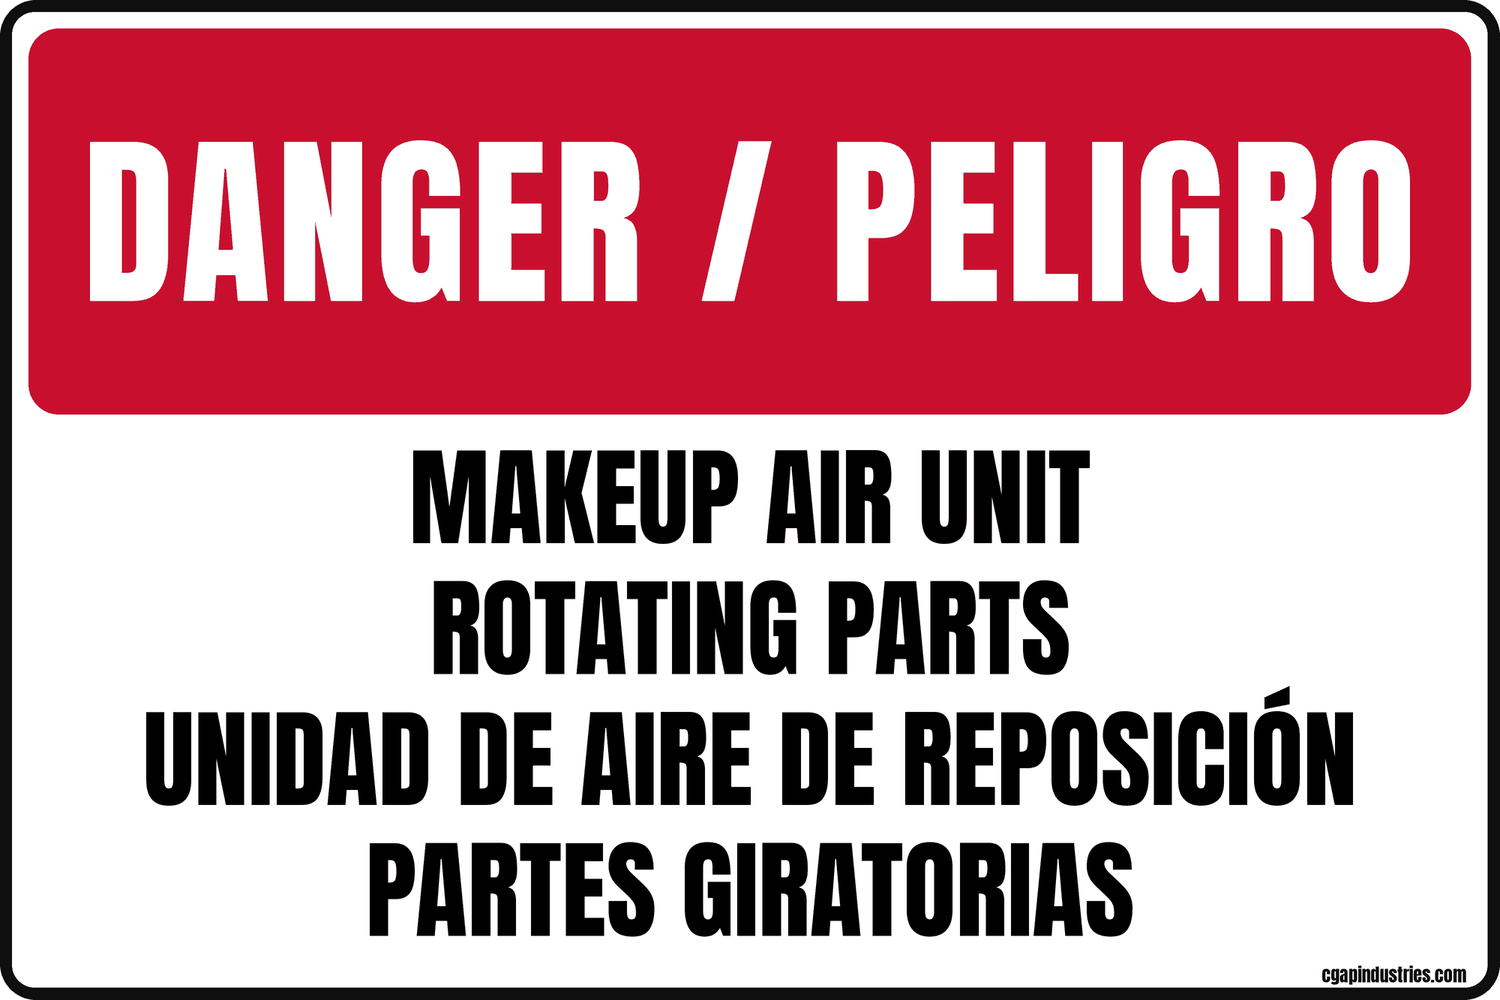 DANGER / PELIGRO
MAKEUP AIR UNIT
ROTATING PARTS
UNIDAD DE AIRE DE REPOSICIÓN
PARTES GIRATORIAS
cgapindustries.com